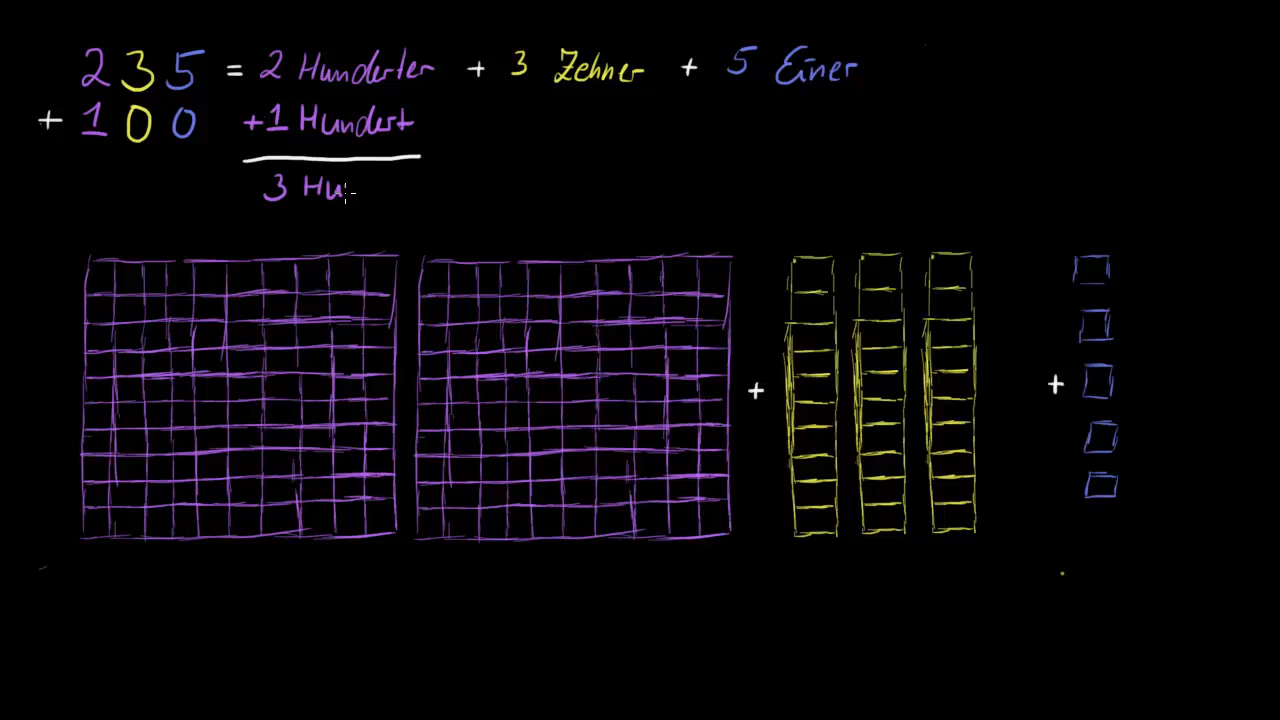 235 = 2 Hunderter + 3 Zehner + 5 Einer
+ 100 + 1 Hundert
3 Hu
+ +